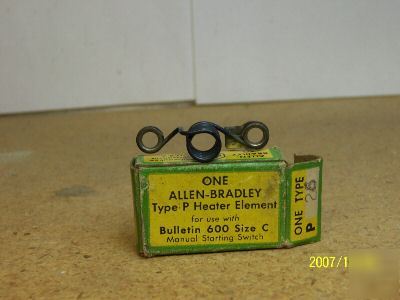 ONE
ALLEN-BRADLEY
Type P Heater Element
for use with
Bulletin 600 Size C
Manual Starting Switch
ONE TYPE
P 28
2007/1